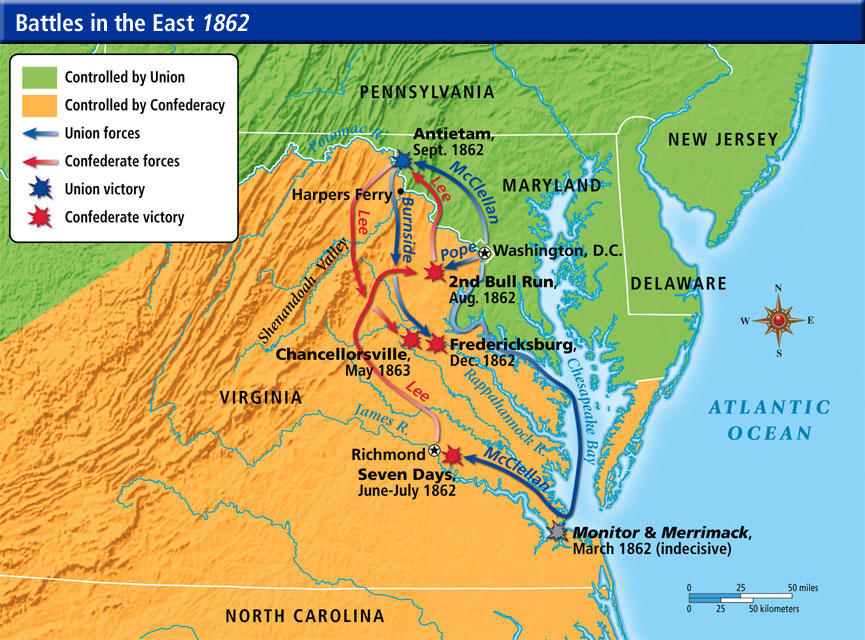 Battles in the East 1862
Controlled by Union
Controlled by Confederacy
Union forces
Confederate forces
Union victory
Confederate victory
PENNSYLVANIA
NEW JERSEY
Potomac R.
Antietam,
Sept. 1862
McClellan
MARYLAND
Lee
Harpers Ferry
Lee
Burnside
Pope
Washington, D.C.
Shenandoah Valley
2nd Bull Run,
Aug. 1862
DELAWARE
N
W
E
S
Chancellorsville,
May 1863
Fredericksburg,
Dec. 1862
Chesapeake Bay
Rappahannock R.
VIRGINIA
Lee
James R.
ATLANTIC
OCEAN
Richmond
Seven Days,
June-July 1862
McClellan
Monitor & Merrimack,
March 1862 (indecisive)
0 25 50 miles
0 25 50 kilometers
NORTH CAROLINA